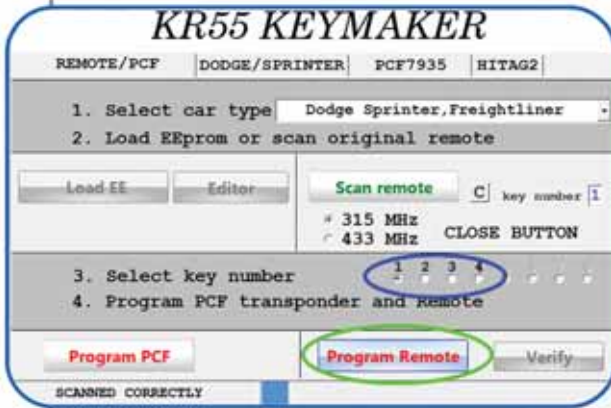 KR55 KEYMAKER
REMOTE/PCF DODGE/SPRINTER PCF7935 HITAG2
1. Select car type Dodge Sprinter,Freightliner
2. Load EEprom or scan original remote
Load EE Editor Scan remote C key number 1
315 MHz
433 MHz CLOSE BUTTON
3. Select key number 1 2 3 4
4. Program PCF transponder and Remote
Program PCF Program Remote Verify
SCANNED CORRECTLY